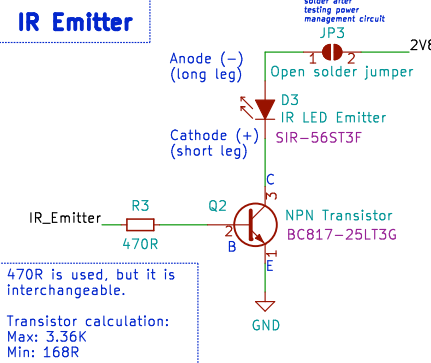 solder after
testing power
management circuit
IR Emitter
JP3
1 2
2V8
Anode (-)
(long leg)
Open solder jumper
D3
IR LED Emitter
SIR-56ST3F
Cathode (+)
(short leg)
C
3
R3
Q2
NPN Transistor
IR_Emitter
2
470R
B
BC817-25LT3G
1
E
470R is used, but it is
interchangeable.
GND
Transistor calculation:
Max: 3.36K
Min: 168R